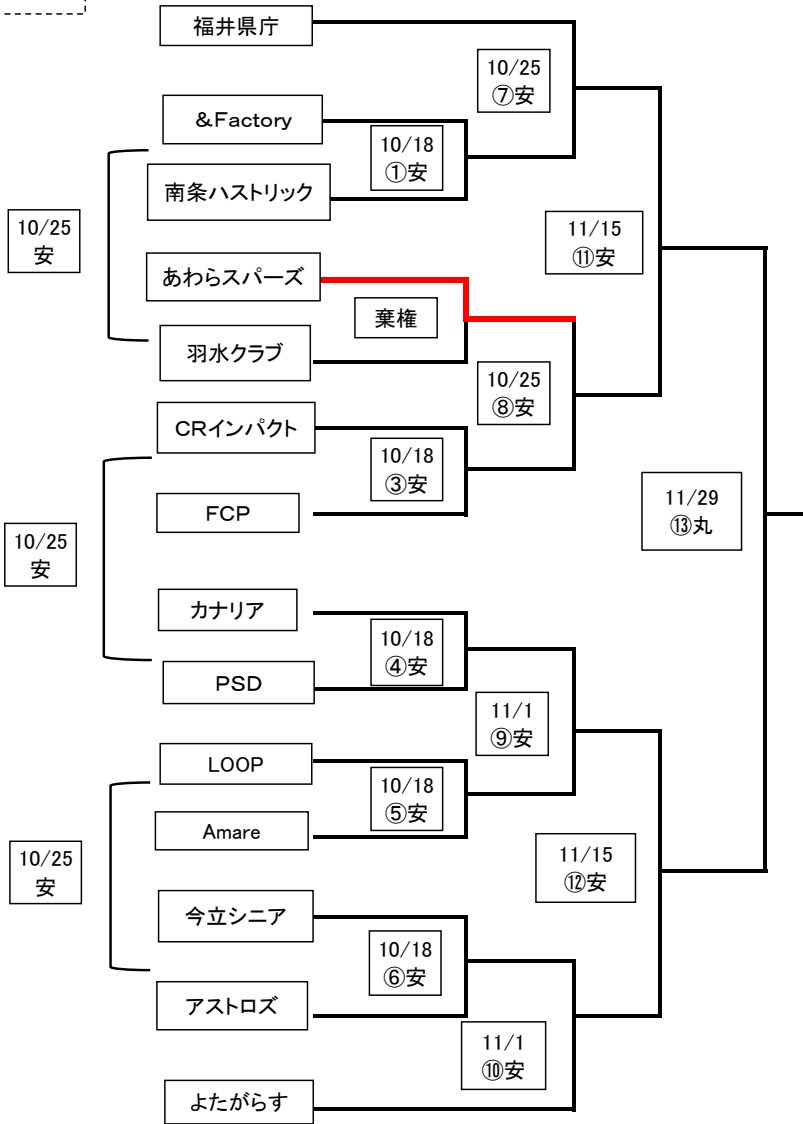 福井県庁
10/25
⑦安
&Factory
10/18
①安
南条ハストリック
10/25
安
11/15
⑪安
あわらスパーズ
棄権
羽水クラブ
10/25
⑧安
CRインパクト
10/18
③安
11/29
⑬丸
FCP
10/25
安
カナリア
10/18
④安
PSD
11/1
⑨安
LOOP
10/18
⑤安
Amare
10/25
安
11/15
⑫安
今立シニア
10/18
⑥安
アストロズ
11/1
⑩安
よたがらす